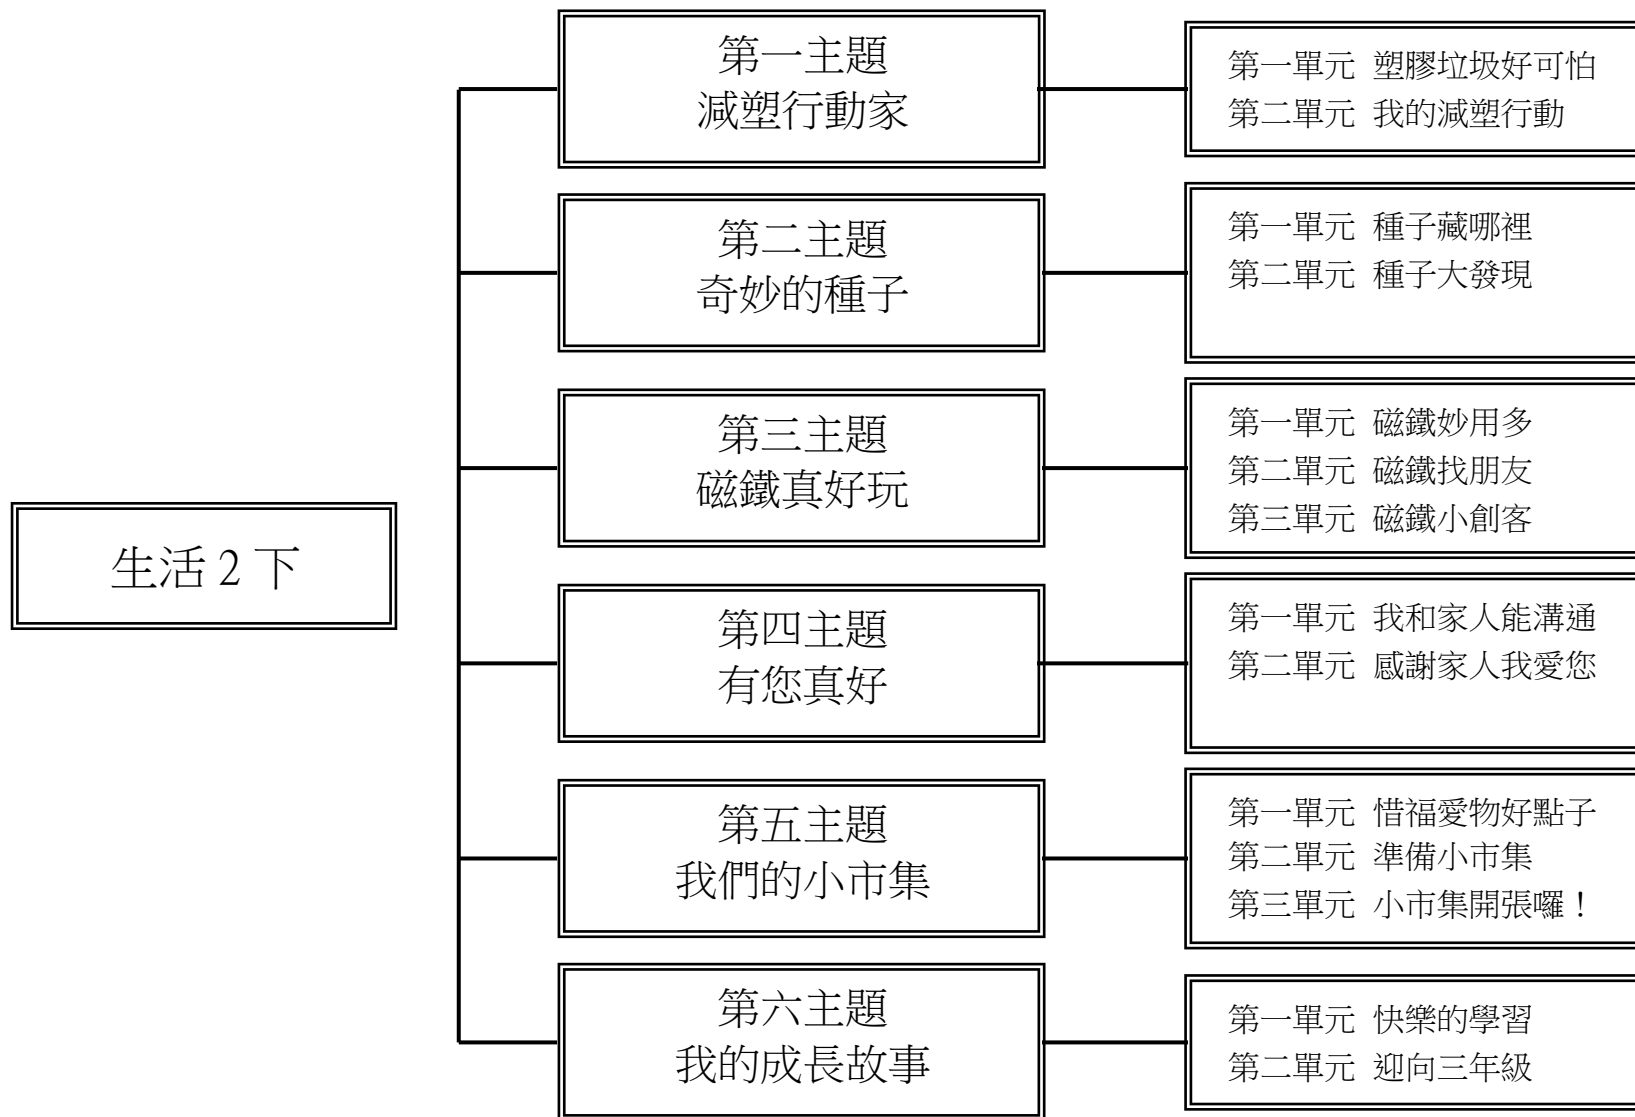 生活2下
第一主題
減塑行動家
第一單元 塑膠垃圾好可怕
第二單元 我的減塑行動
第二主題
奇妙的種子
第一單元 種子藏哪裡
第二單元 種子大發現
第三主題
磁鐵真好玩
第一單元 磁鐵妙用多
第二單元 磁鐵找朋友
第三單元 磁鐵小創客
第四主題
有您真好
第一單元 我和家人能溝通
第二單元 感謝家人我愛您
第五主題
我們的小市集
第一單元 惜福愛物好點子
第二單元 準備小市集
第三單元 小市集開張囉！
第六主題
我的成長故事
第一單元 快樂的學習
第二單元 迎向三年級